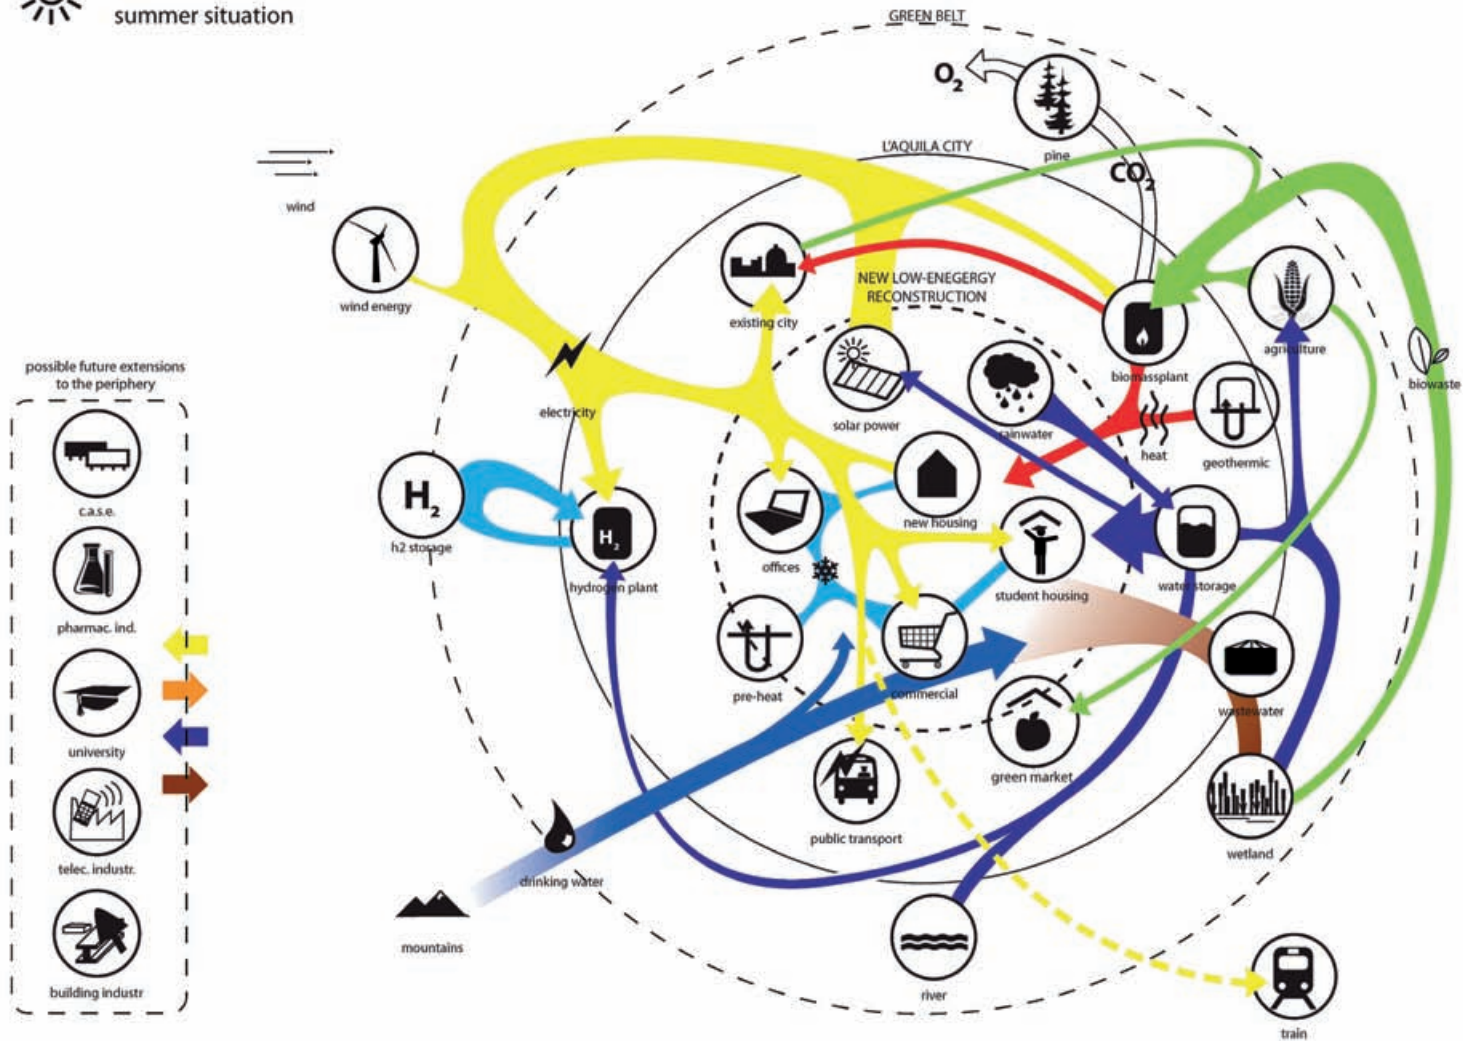 summer situation
GREEN BELT
O₂
pine
L'AQUILA CITY
CO₂
wind
wind energy
existing city
NEW LOW-ENEGERGY
RECONSTRUCTION
agriculture
biowaste
possible future extensions
to the periphery
biomassplant
electricity
solar power
rainwater
heat
geothermic
c.a.s.e.
H₂
h2 storage
H₂
hydrogen plant
offices
new housing
student housing
water storage
pharmac. ind.
pre-heat
commercial
wastewater
university
green market
public transport
wetland
telec. industr.
drinking water
mountains
building industr
river
train